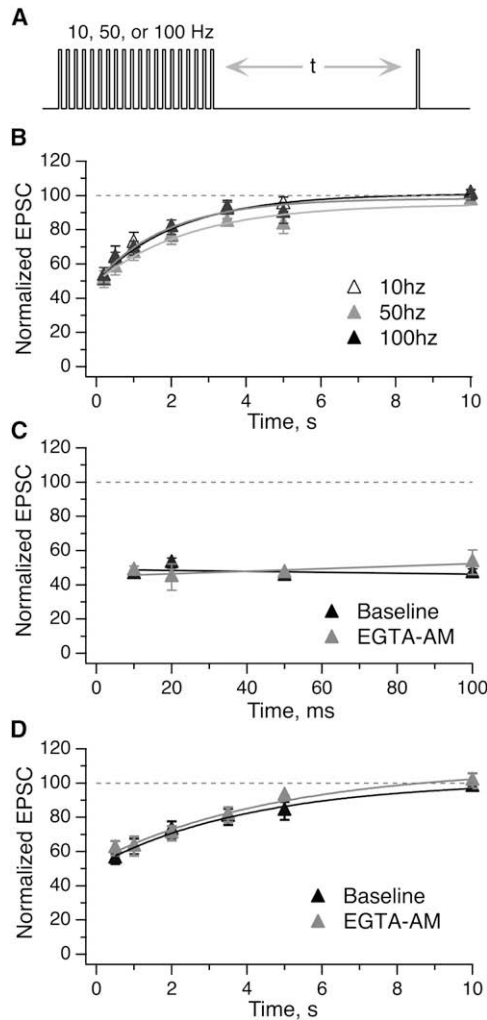 A
10, 50, or 100 Hz
t
B
Normalized EPSC
120
100
80
60
40
20
0
10hz
50hz
100hz
0 2 4 6 8 10
Time, s
C
Normalized EPSC
120
100
80
60
40
20
0
Baseline
EGTA-AM
0 20 40 60 80 100
Time, ms
D
Normalized EPSC
120
100
80
60
40
20
0
Baseline
EGTA-AM
0 2 4 6 8 10
Time, s